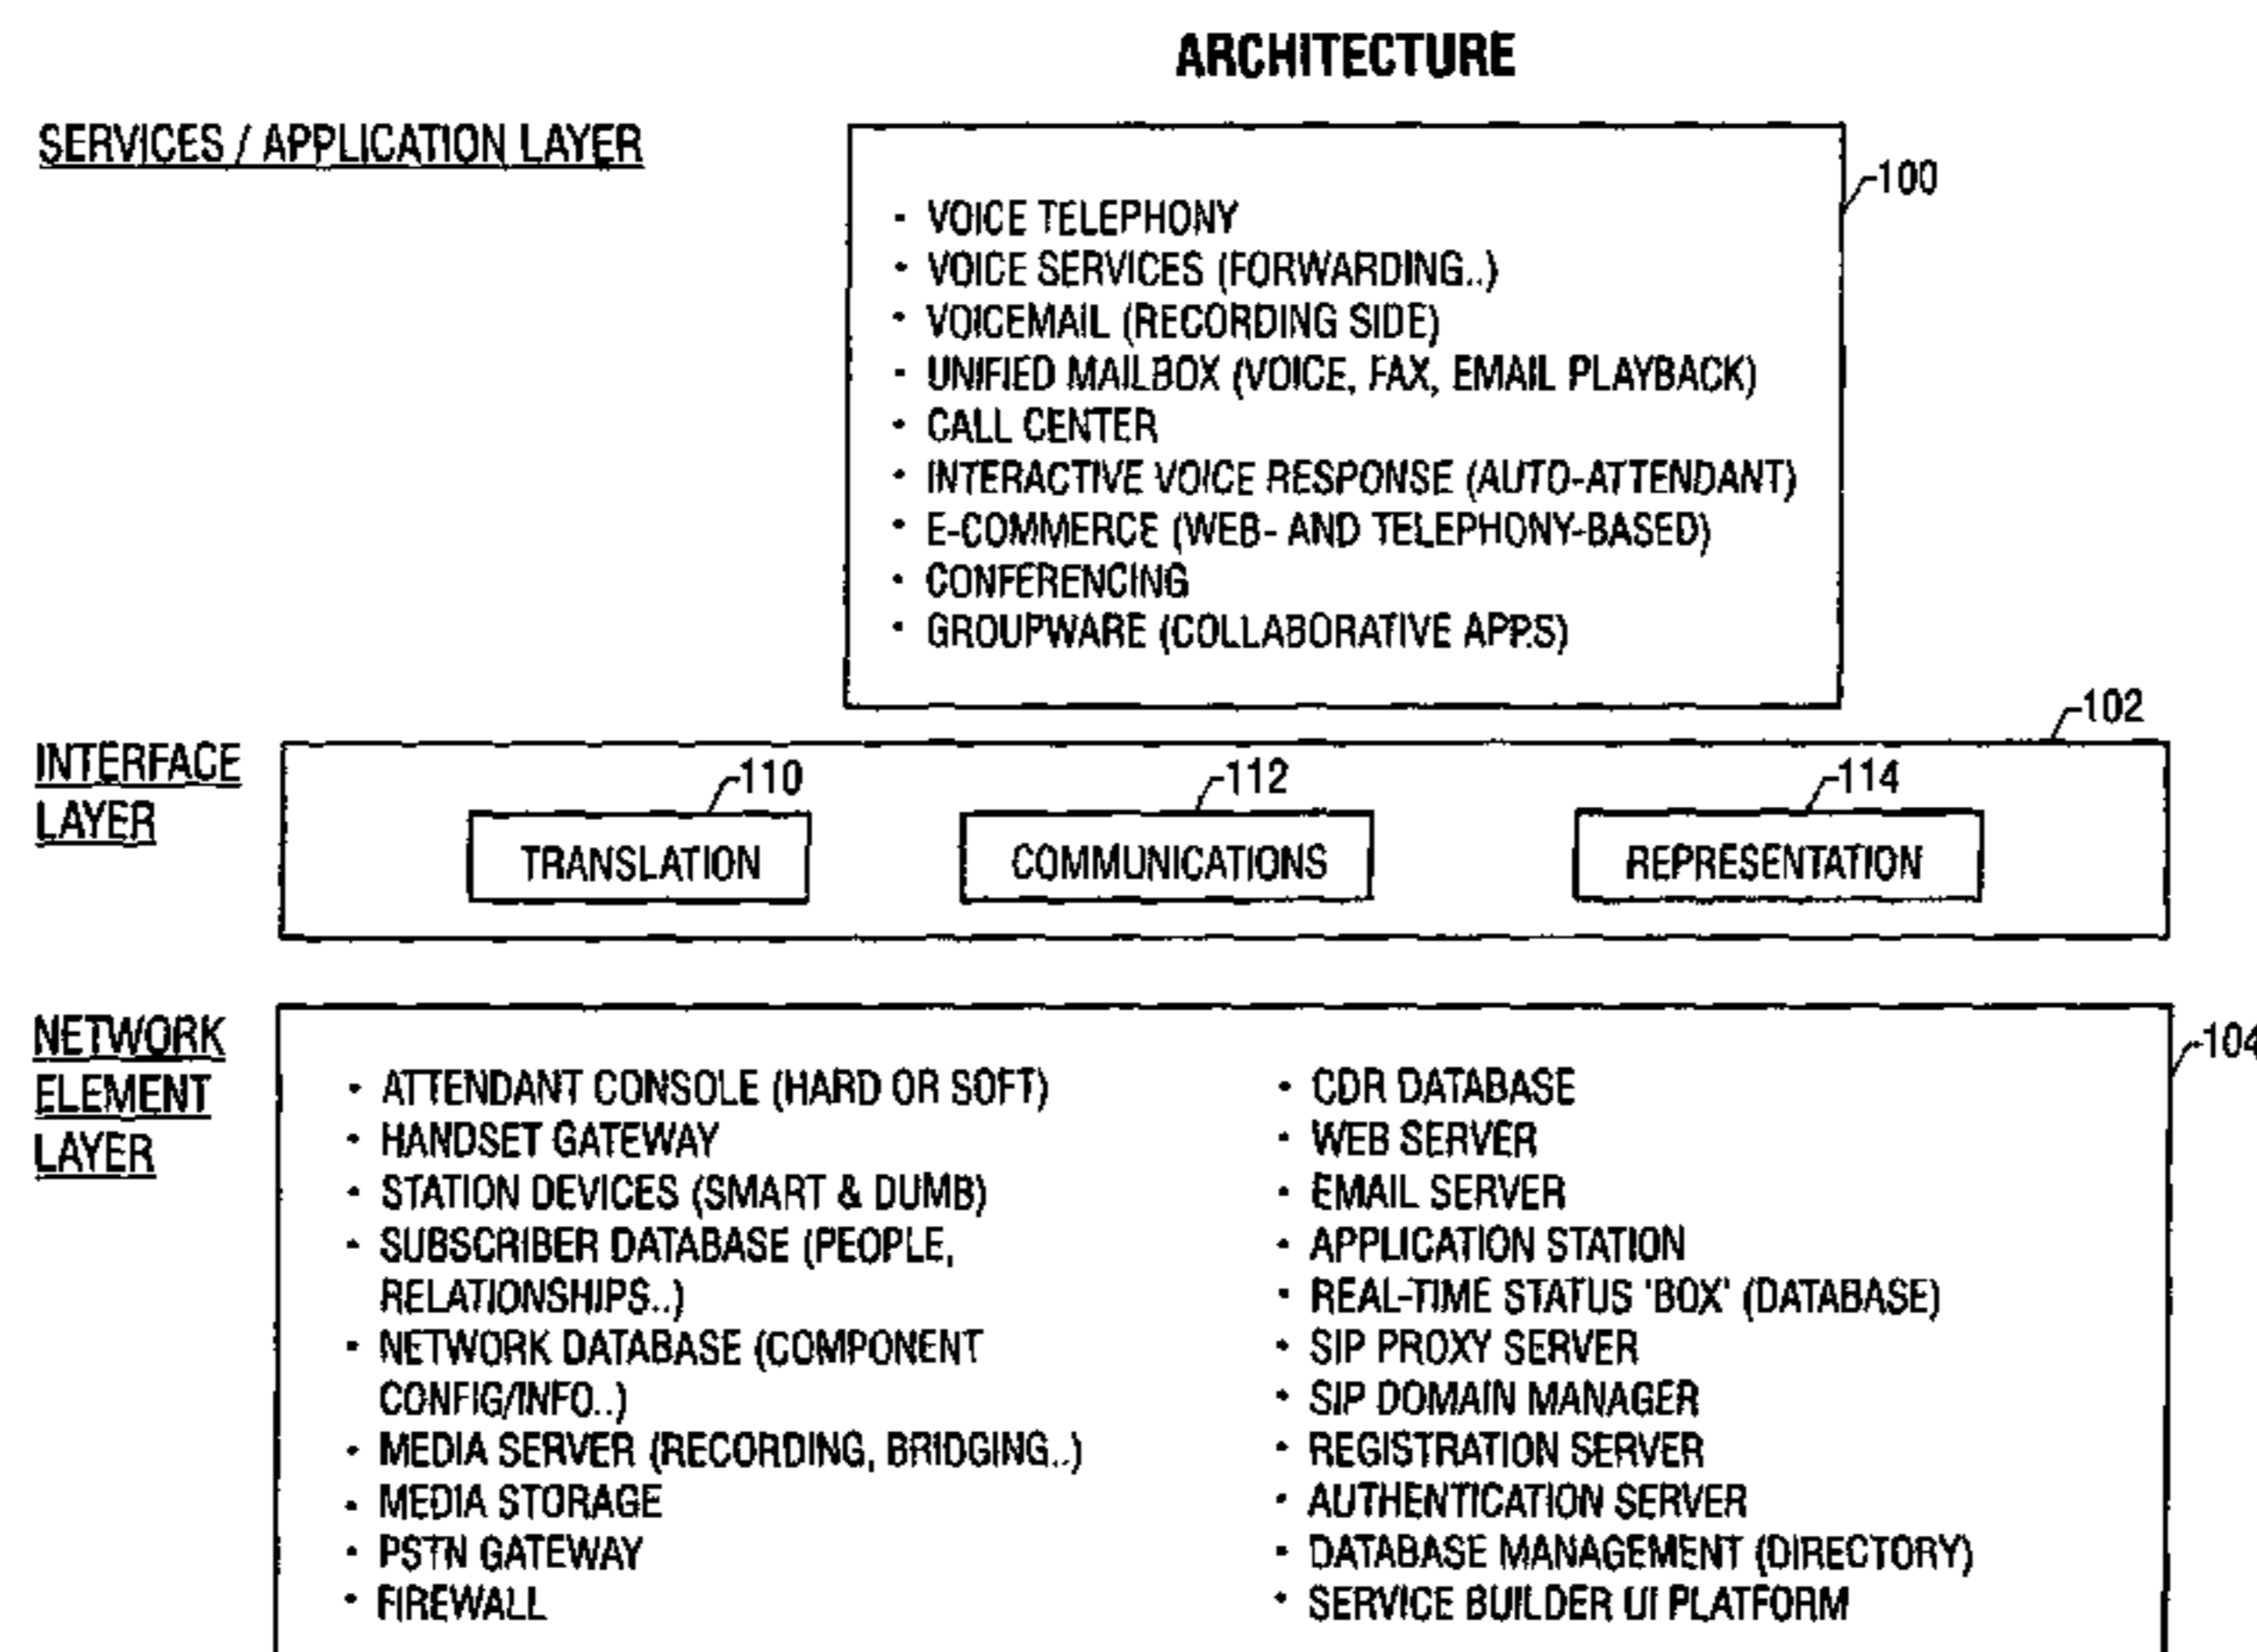 ARCHITECTURE
SERVICES / APPLICATION LAYER
100
- VOICE TELEPHONY
• VOICE SERVICES (FORWARDING..)
• VOICEMAIL (RECORDING SIDE)
- UNIFIED MAILBOX (VOICE, FAX, EMAIL PLAYBACK)
• CALL CENTER
• INTERACTIVE VOICE RESPONSE (AUTO-ATTENDANT)
• E-COMMERCE (WEB- AND TELEPHONY-BASED)
• CONFERENCING
• GROUPWARE (COLLABORATIVE APPS)
102
INTERFACE
LAYER
110
TRANSLATION
112
COMMUNICATIONS
114
REPRESENTATION
NETWORK
ELEMENT
LAYER
104
• ATTENDANT CONSOLE (HARD OR SOFT)
• HANDSET GATEWAY
• STATION DEVICES (SMART & DUMB)
• SUBSCRIBER DATABASE (PEOPLE,
RELATIONSHIPS..)
• NETWORK DATABASE (COMPONENT
CONFIG/INFO..)
• MEDIA SERVER (RECORDING, BRIDGING..)
• MEDIA STORAGE
• PSTN GATEWAY
• FIREWALL
• CDR DATABASE
• WEB SERVER
• EMAIL SERVER
• APPLICATION STATION
• REAL-TIME STATUS 'BOX' (DATABASE)
• SIP PROXY SERVER
• SIP DOMAIN MANAGER
• REGISTRATION SERVER
• AUTHENTICATION SERVER
• DATABASE MANAGEMENT (DIRECTORY)
• SERVICE BUILDER UI PLATFORM